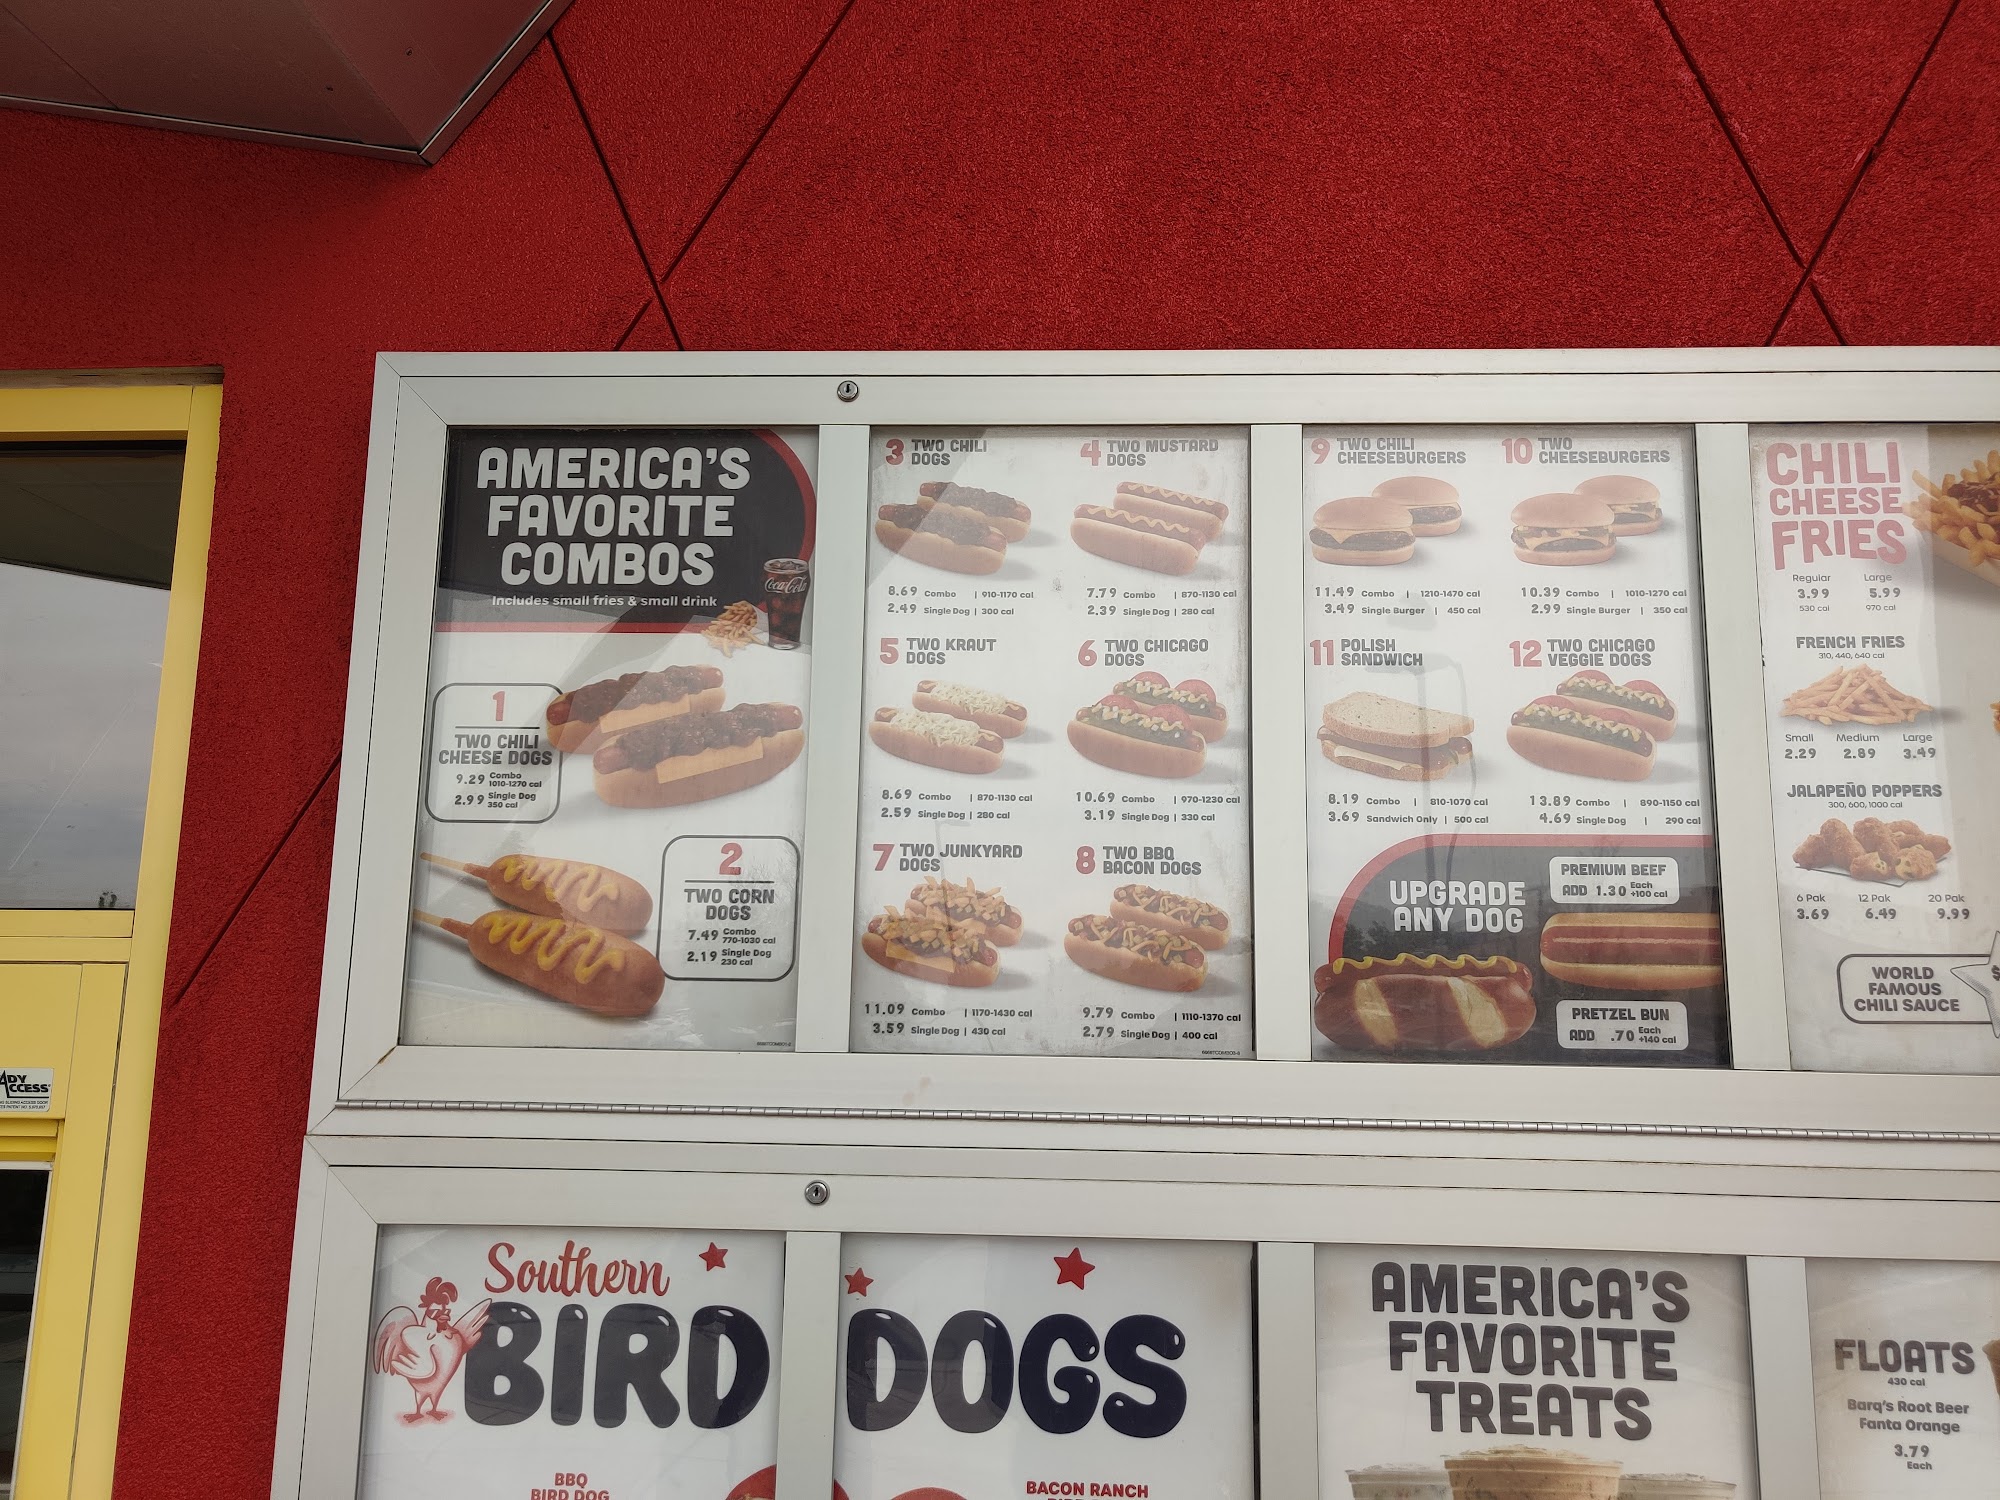 AMERICA'S
FAVORITE
COMBOS
Includes small fries & small drink
Coca-Cola
1
TWO CHILI
CHEESE DOGS
9.29 Combo
1010-1270 cal
2.99 Single Dog
350 cal
2
TWO CORN
DOGS
7.49 Combo
770-1030 cal
2.19 Single Dog
230 cal
3 TWO CHILI
DOGS
8.69 Combo | 910-1170 cal
2.49 Single Dog | 300 cal
4 TWO MUSTARD
DOGS
7.79 Combo | 870-1130 cal
2.39 Single Dog | 280 cal
5 TWO KRAUT
DOGS
8.69 Combo | 870-1130 cal
2.59 Single Dog | 280 cal
6 TWO CHICAGO
DOGS
10.69 Combo | 970-1230 cal
3.19 Single Dog | 330 cal
7 TWO JUNKYARD
DOGS
11.09 Combo | 1170-1430 cal
3.59 Single Dog | 430 cal
8 TWO BBQ
BACON DOGS
9.79 Combo | 1110-1370 cal
2.79 Single Dog | 400 cal
9 TWO CHILI
CHEESEBURGERS
11.49 Combo | 1210-1470 cal
3.49 Single Burger | 450 cal
10 TWO
CHEESEBURGERS
10.39 Combo | 1010-1270 cal
2.99 Single Burger | 350 cal
11 POLISH
SANDWICH
8.19 Combo | 810-1070 cal
3.69 Sandwich Only | 500 cal
12 TWO CHICAGO
VEGGIE DOGS
13.89 Combo | 890-1150 cal
4.69 Single Dog | 290 cal
UPGRADE
ANY DOG
PREMIUM BEEF
ADD 1.30 Each
+100 cal
PRETZEL BUN
ADD .70 Each
+140 cal
CHILI
CHEESE
FRIES
Regular Large
3.99 5.99
530 cal 970 cal
FRENCH FRIES
310, 440, 640 cal
Small Medium Large
2.29 2.89 3.49
JALAPEÑO POPPERS
300, 600, 1000 cal
6 Pak 12 Pak 20 Pak
3.69 6.49 9.99
WORLD
FAMOUS
CHILI SAUCE
$
ADY
ACCESS
Southern
BIRD DOGS
BBQ
BIRD DOG
BACON RANCH
AMERICA'S
FAVORITE
TREATS
FLOATS
430 cal
Barq's Root Beer
Fanta Orange
3.79
Each